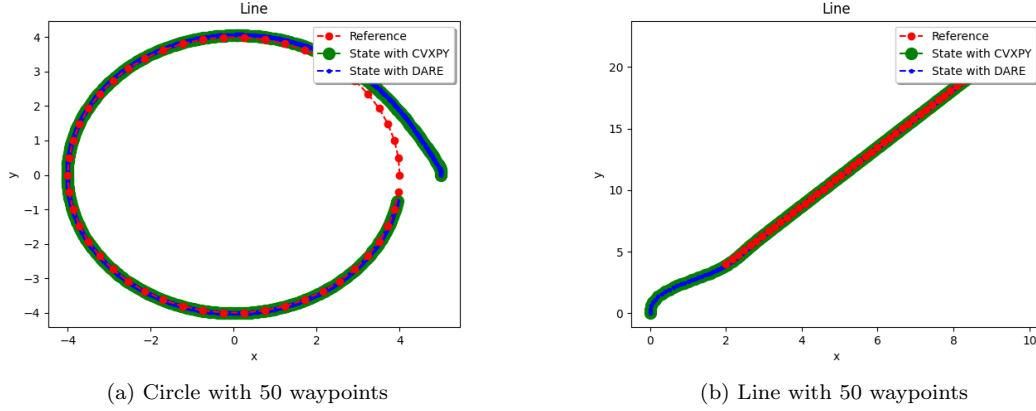 Line
4
3
2
1
0
−1
−2
−3
−4
y
−4 −2 0 2 4
x
Reference
State with CVXPY
State with DARE
(a) Circle with 50 waypoints
Line
20
15
10
5
0
y
0 2 4 6 8 10
x
Reference
State with CVXPY
State with DARE
(b) Line with 50 waypoints